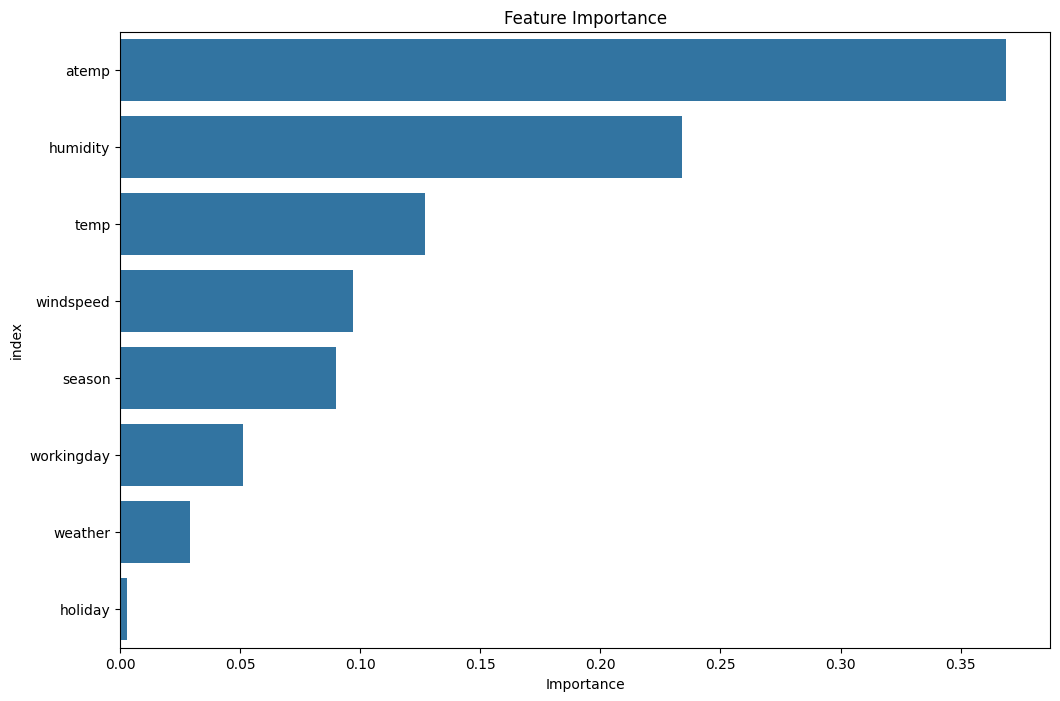 Feature Importance
atemp
humidity
temp
windspeed
season
workingday
weather
holiday
index
0.00 0.05 0.10 0.15 0.20 0.25 0.30 0.35
Importance